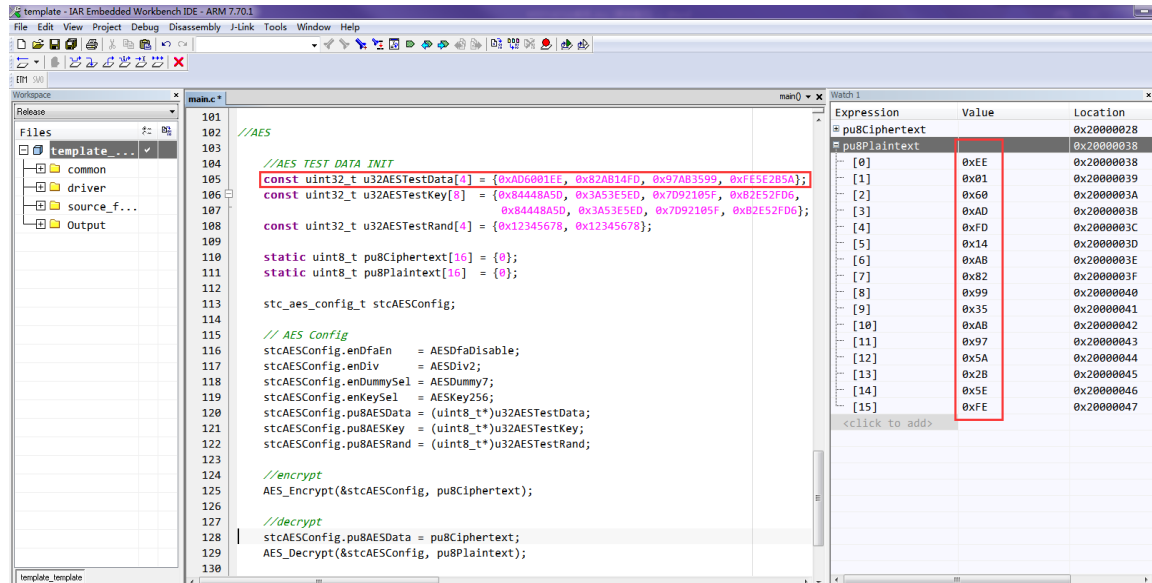 template - IAR Embedded Workbench IDE - ARM 7.70.1
File Edit View Project Debug Disassembly J-Link Tools Window Help
ETM SWO
Workspace
Release
Files
template_...
common
driver
source_f...
Output
template_template
main.c *
main()
101
102 //AES
103
104 //AES TEST DATA INIT
105 const uint32_t u32AESTestData[4] = {0xAD6001EE, 0x82AB14FD, 0x97AB3599, 0xFE5E2B5A};
106 const uint32_t u32AESTestKey[8] = {0x84448A5D, 0x3A53E5ED, 0x7D92105F, 0xB2E52FD6,
107 0x84448A5D, 0x3A53E5ED, 0x7D92105F, 0xB2E52FD6};
108 const uint32_t u32AESTestRand[4] = {0x12345678, 0x12345678};
109
110 static uint8_t pu8Ciphertext[16] = {0};
111 static uint8_t pu8Plaintext[16] = {0};
112
113 stc_aes_config_t stcAESConfig;
114
115 // AES Config
116 stcAESConfig.enDfaEn = AESDfaDisable;
117 stcAESConfig.enDiv = AESDiv2;
118 stcAESConfig.enDummySel = AESDummy7;
119 stcAESConfig.enKeySel = AESKey256;
120 stcAESConfig.pu8AESData = (uint8_t*)u32AESTestData;
121 stcAESConfig.pu8AESKey = (uint8_t*)u32AESTestKey;
122 stcAESConfig.pu8AESRand = (uint8_t*)u32AESTestRand;
123
124 //encrypt
125 AES_Encrypt(&stcAESConfig, pu8Ciphertext);
126
127 //decrypt
128 stcAESConfig.pu8AESData = pu8Ciphertext;
129 AES_Decrypt(&stcAESConfig, pu8Plaintext);
130
Watch 1
Expression Value Location
pu8Ciphertext 0x20000028
pu8Plaintext 0x20000038
[0] 0xEE 0x20000038
[1] 0x01 0x20000039
[2] 0x60 0x2000003A
[3] 0xAD 0x2000003B
[4] 0xFD 0x2000003C
[5] 0x14 0x2000003D
[6] 0xAB 0x2000003E
[7] 0x82 0x2000003F
[8] 0x99 0x20000040
[9] 0x35 0x20000041
[10] 0xAB 0x20000042
[11] 0x97 0x20000043
[12] 0x5A 0x20000044
[13] 0x2B 0x20000045
[14] 0x5E 0x20000046
[15] 0xFE 0x20000047
<click to add>